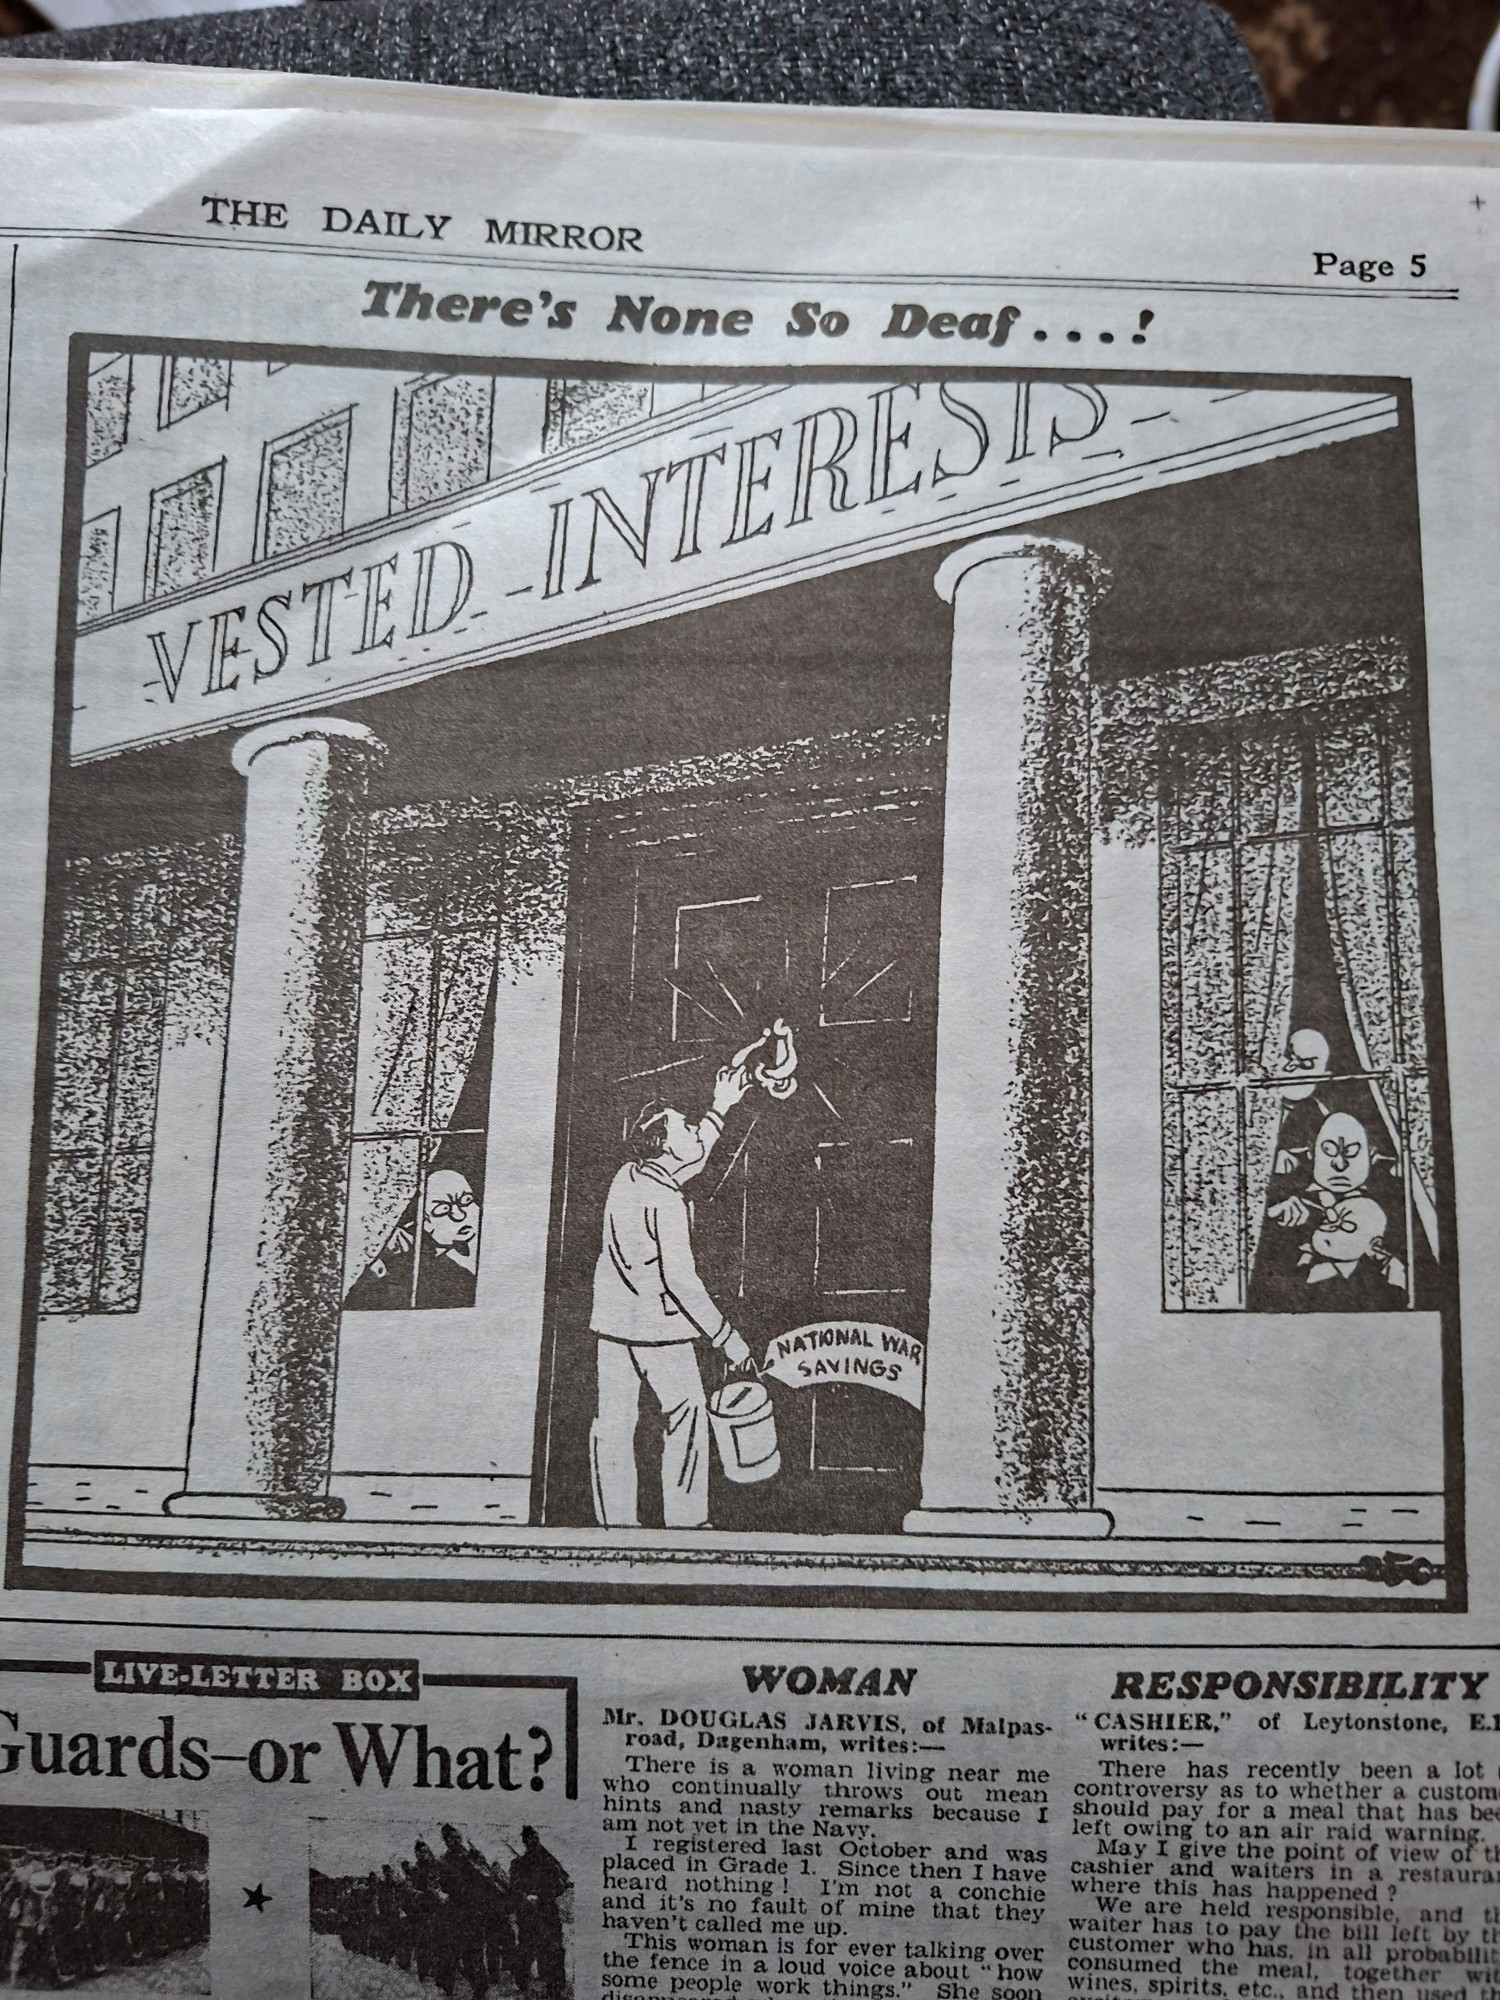 THE DAILY MIRROR
Page 5
There's None So Deaf . . . !
VESTED INTERESTS
NATIONAL WAR
SAVINGS
LIVE-LETTER BOX
Guards—or What?
WOMAN
Mr. DOUGLAS JARVIS, of Malpas-
road, Dagenham, writes:—
There is a woman living near me
who continually throws out mean
hints and nasty remarks because I
am not yet in the Navy.
I registered last October and was
placed in Grade 1. Since then I have
heard nothing! I'm not a conchie
and it's no fault of mine that they
haven't called me up.
This woman is for ever talking over
the fence in a loud voice about "how
some people work things." She soon
RESPONSIBILITY
"CASHIER," of Leytonstone, E.1
writes:—
There has recently been a lot
controversy as to whether a custom
should pay for a meal that has bee
left owing to an air raid warning.
May I give the point of view of th
cashier and waiters in a restauran
where this has happened?
We are held responsible, and th
waiter has to pay the bill left by th
customer who has, in all probabilit
consumed the meal, together wit
wines, spirits, etc., and then used th